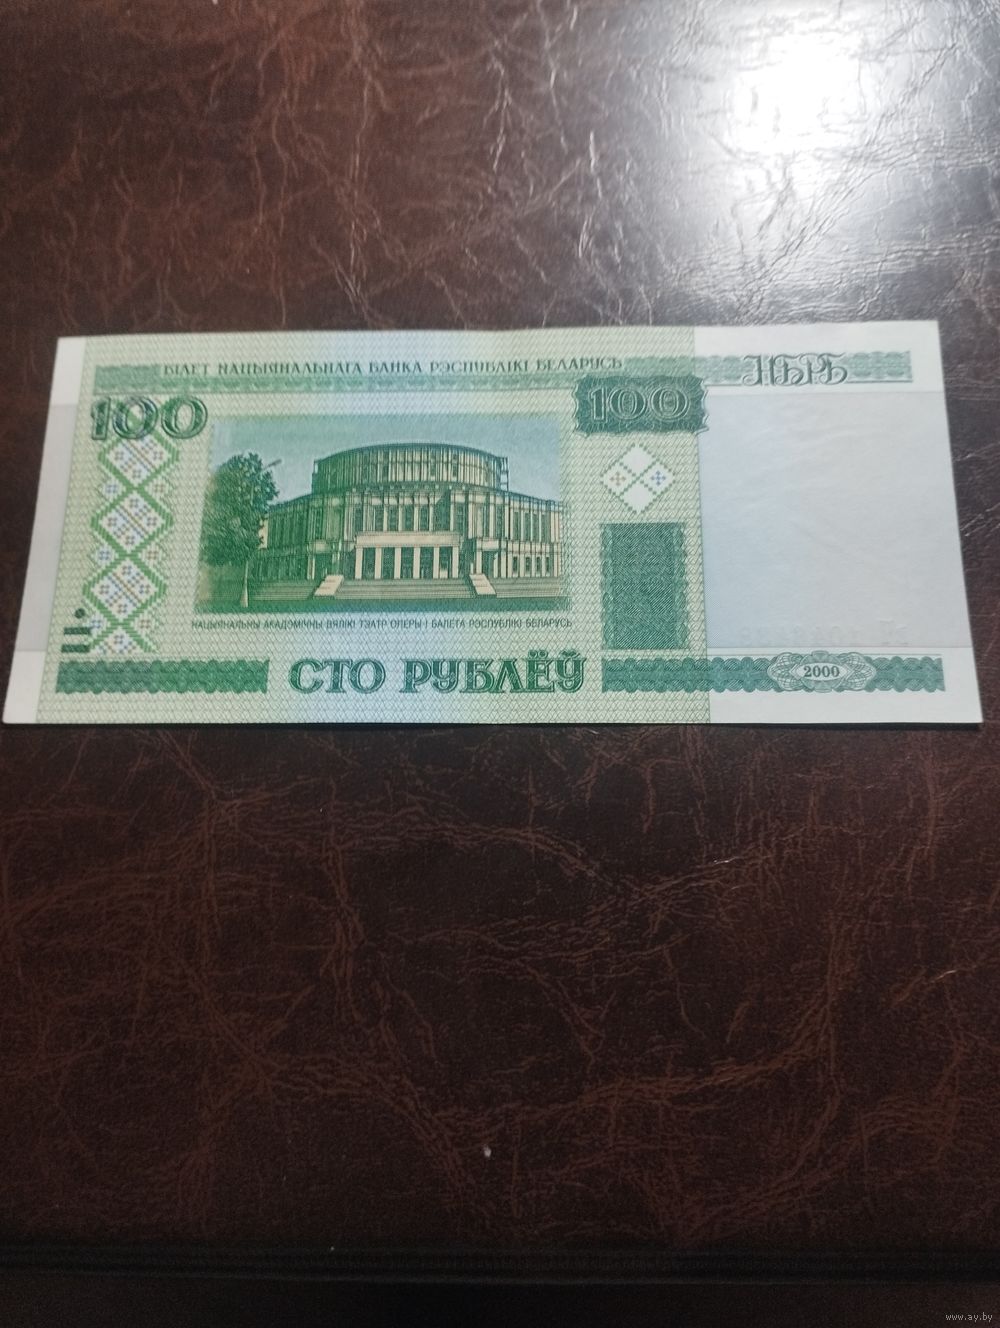 БІЛЕТ НАЦЫЯНАЛЬНАГА БАНКА РЭСПУБЛІКІ БЕЛАРУСЬ
НБРБ
100
100
НАЦЫЯНАЛЬНЫ АКАДЭМІЧНЫ ВЯЛІКІ ТЭАТР ОПЕРЫ І БАЛЕТА РЭСПУБЛІКІ БЕЛАРУСЬ
СТО РУБЛЁЎ
2000
www.ay.by